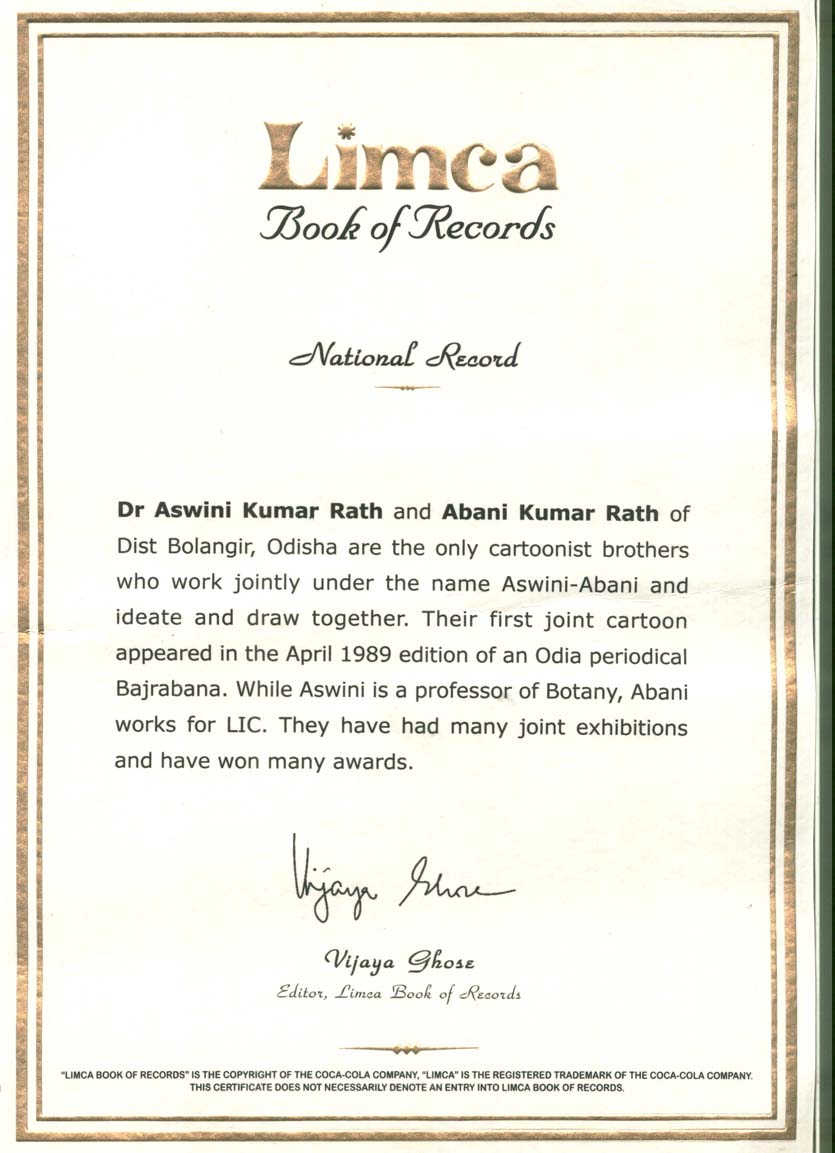 Limca
Book of Records
National Record
Dr Aswini Kumar Rath and Abani Kumar Rath of
Dist Bolangir, Odisha are the only cartoonist brothers
who work jointly under the name Aswini-Abani and
ideate and draw together. Their first joint cartoon
appeared in the April 1989 edition of an Odia periodical
Bajrabana. While Aswini is a professor of Botany, Abani
works for LIC. They have had many joint exhibitions
and have won many awards.
Vijaya Ghose
Vijaya Ghose
Editor, Limca Book of Records
"LIMCA BOOK OF RECORDS" IS THE COPYRIGHT OF THE COCA-COLA COMPANY, "LIMCA" IS THE REGISTERED TRADEMARK OF THE COCA-COLA COMPANY.
THIS CERTIFICATE DOES NOT NECESSARILY DENOTE AN ENTRY INTO LIMCA BOOK OF RECORDS.